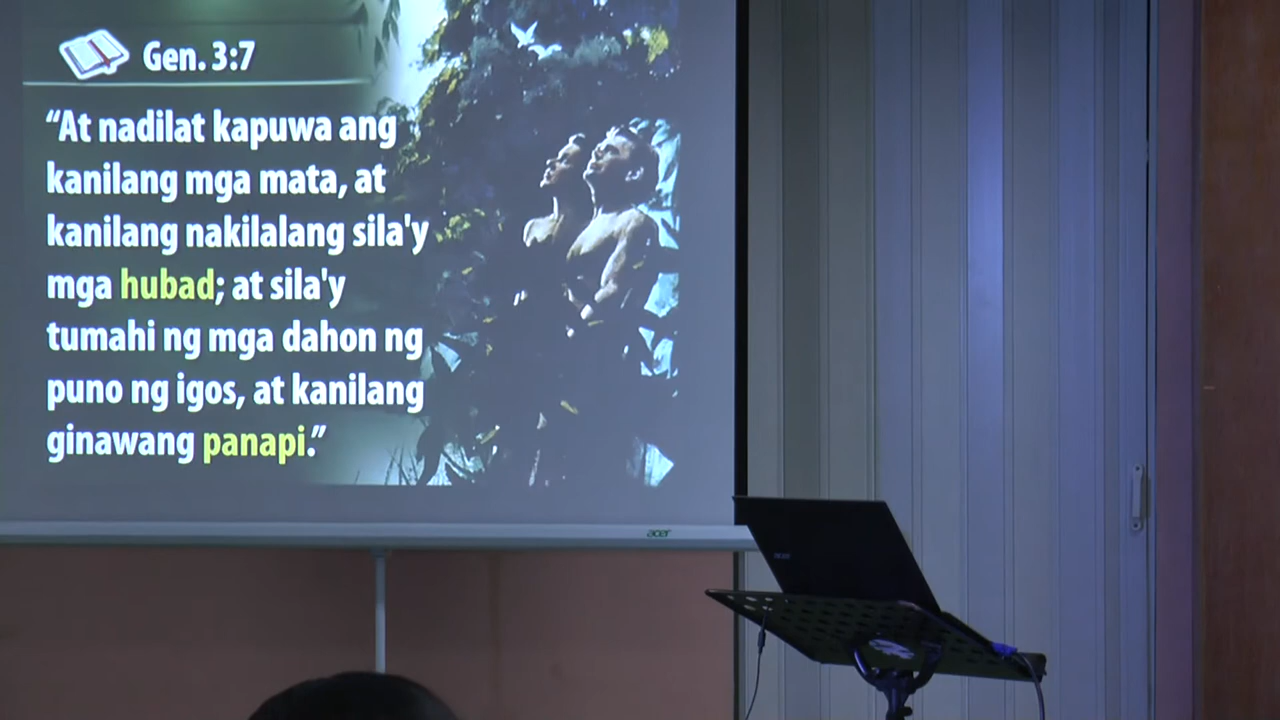 Gen. 3:7
“At nadilat kapuwa ang
kanilang mga mata, at
kanilang nakilalang sila'y
mga hubad; at sila'y
tumahi ng mga dahon ng
puno ng igos, at kanilang
ginawang panapi.”
acer
acer